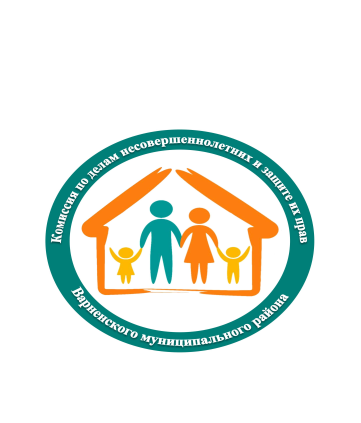 Комиссия по делам несовершеннолетних и защите их прав
Варненского муниципального района